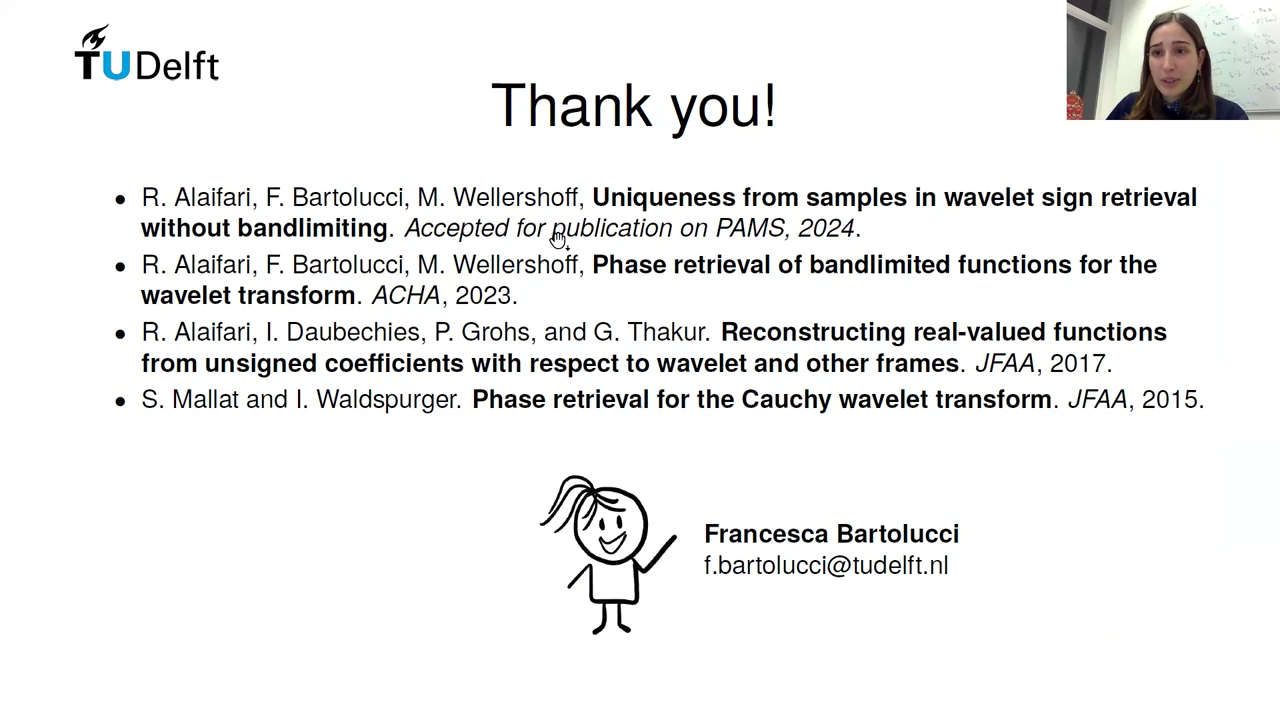 TUDelft
Thank you!
• R. Alaifari, F. Bartolucci, M. Wellershoff, Uniqueness from samples in wavelet sign retrieval
without bandlimiting. Accepted for publication on PAMS, 2024.
• R. Alaifari, F. Bartolucci, M. Wellershoff, Phase retrieval of bandlimited functions for the
wavelet transform. ACHA, 2023.
• R. Alaifari, I. Daubechies, P. Grohs, and G. Thakur. Reconstructing real-valued functions
from unsigned coefficients with respect to wavelet and other frames. JFAA, 2017.
• S. Mallat and I. Waldspurger. Phase retrieval for the Cauchy wavelet transform. JFAA, 2015.
Francesca Bartolucci
f.bartolucci@tudelft.nl